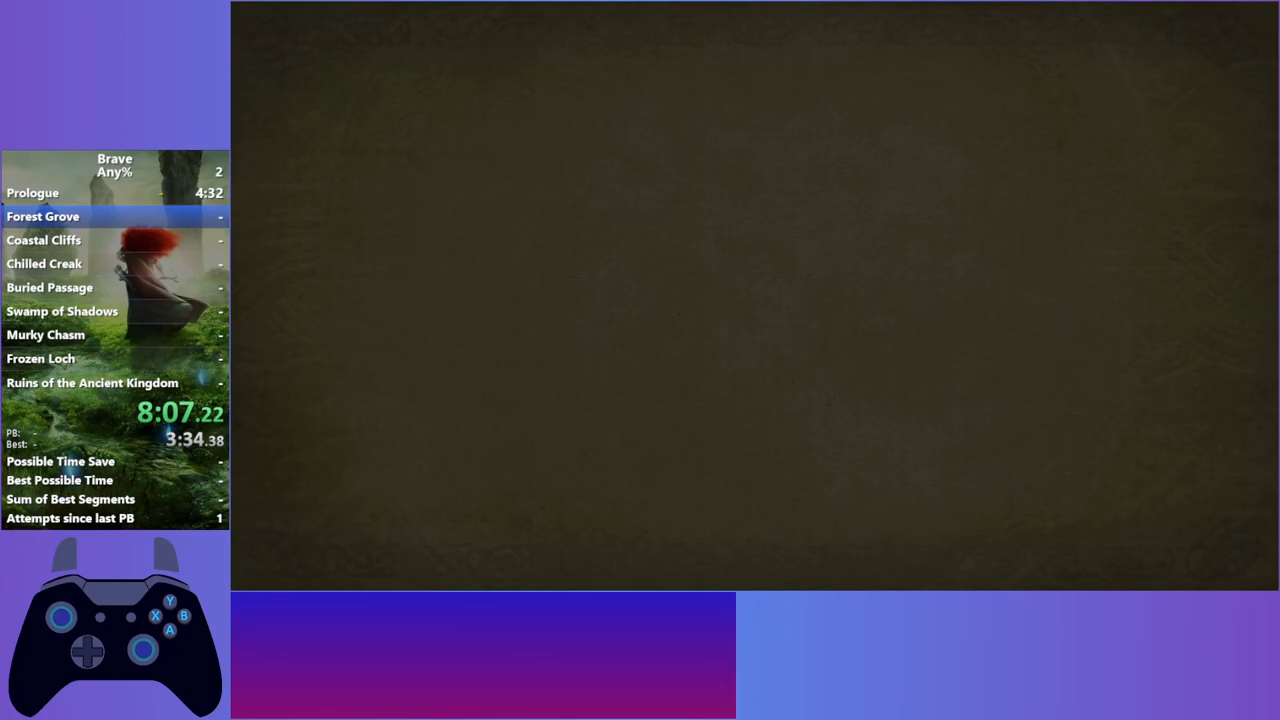 Brave
Any% 2
Prologue - 4:32
Forest Grove -
Coastal Cliffs -
Chilled Creak -
Buried Passage -
Swamp of Shadows -
Murky Chasm -
Frozen Loch -
Ruins of the Ancient Kingdom -
8:07.22
PB: -
Best: -
3:34.38
Possible Time Save -
Best Possible Time -
Sum of Best Segments -
Attempts since last PB 1
Y
X B
A